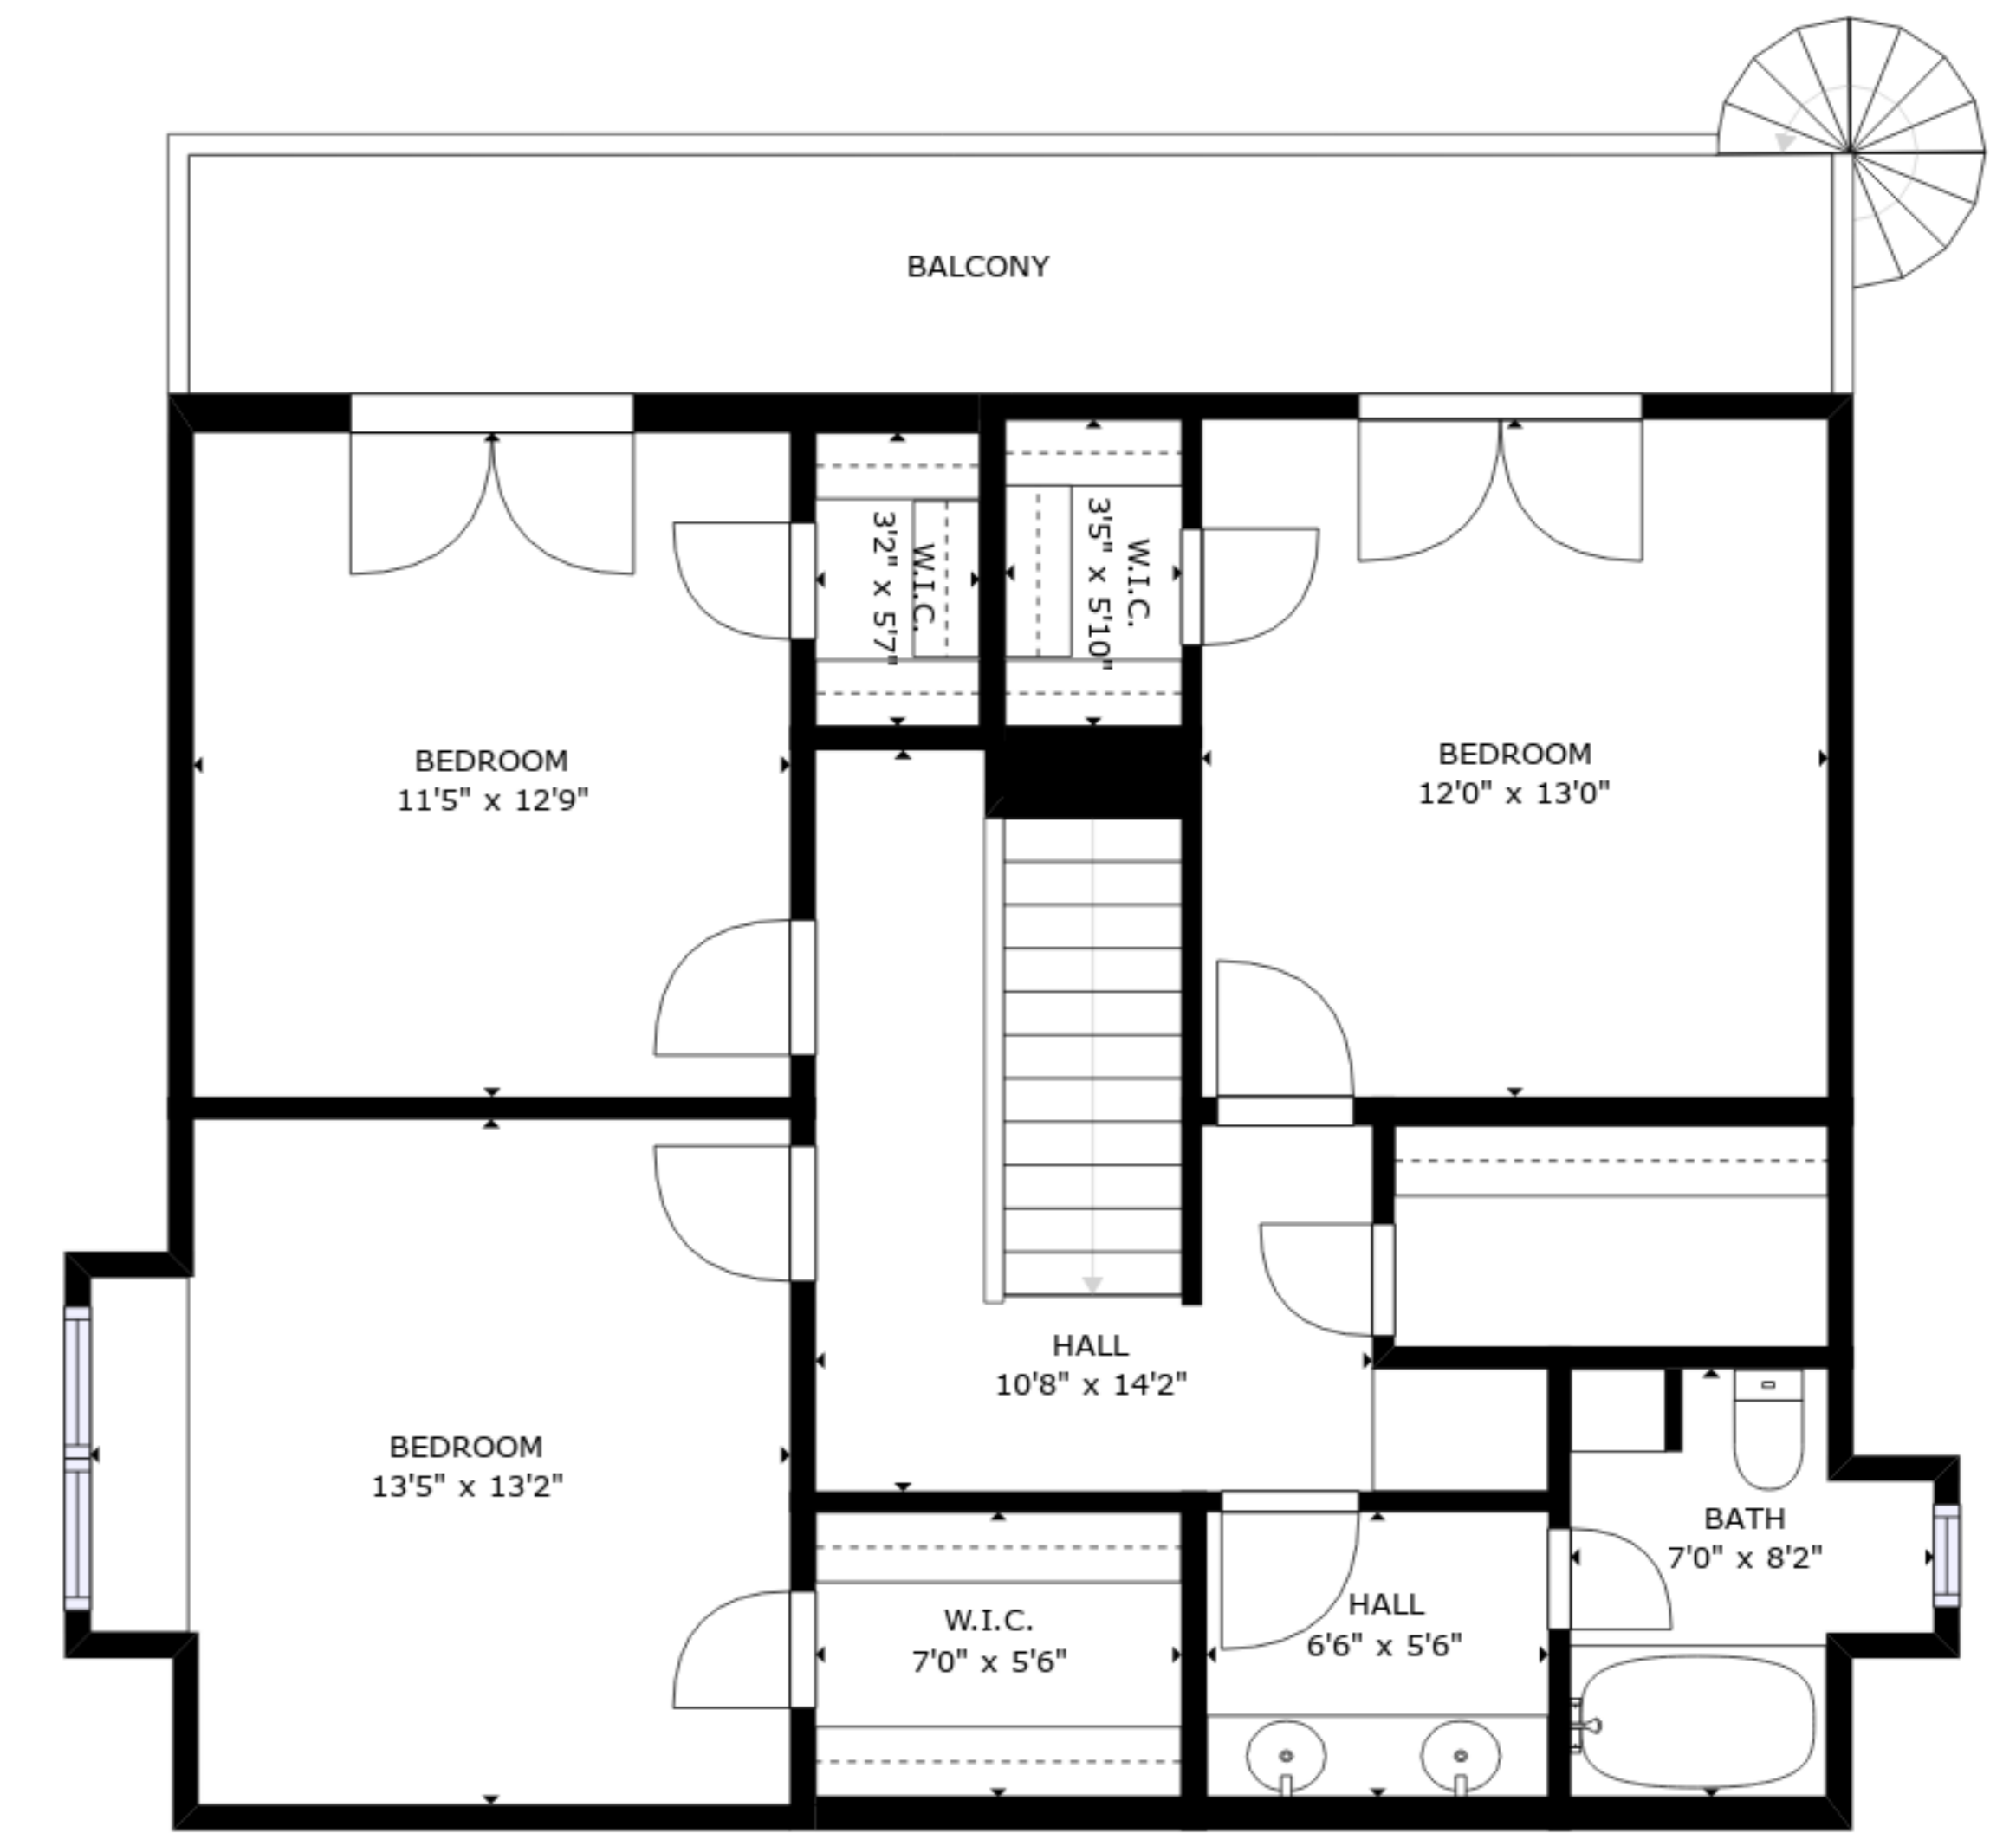 BALCONY
W.I.C.
3'2" x 5'7"
W.I.C.
3'5" x 5'10"
BEDROOM
11'5" x 12'9"
BEDROOM
12'0" x 13'0"
HALL
10'8" x 14'2"
BEDROOM
13'5" x 13'2"
BATH
7'0" x 8'2"
W.I.C.
7'0" x 5'6"
HALL
6'6" x 5'6"